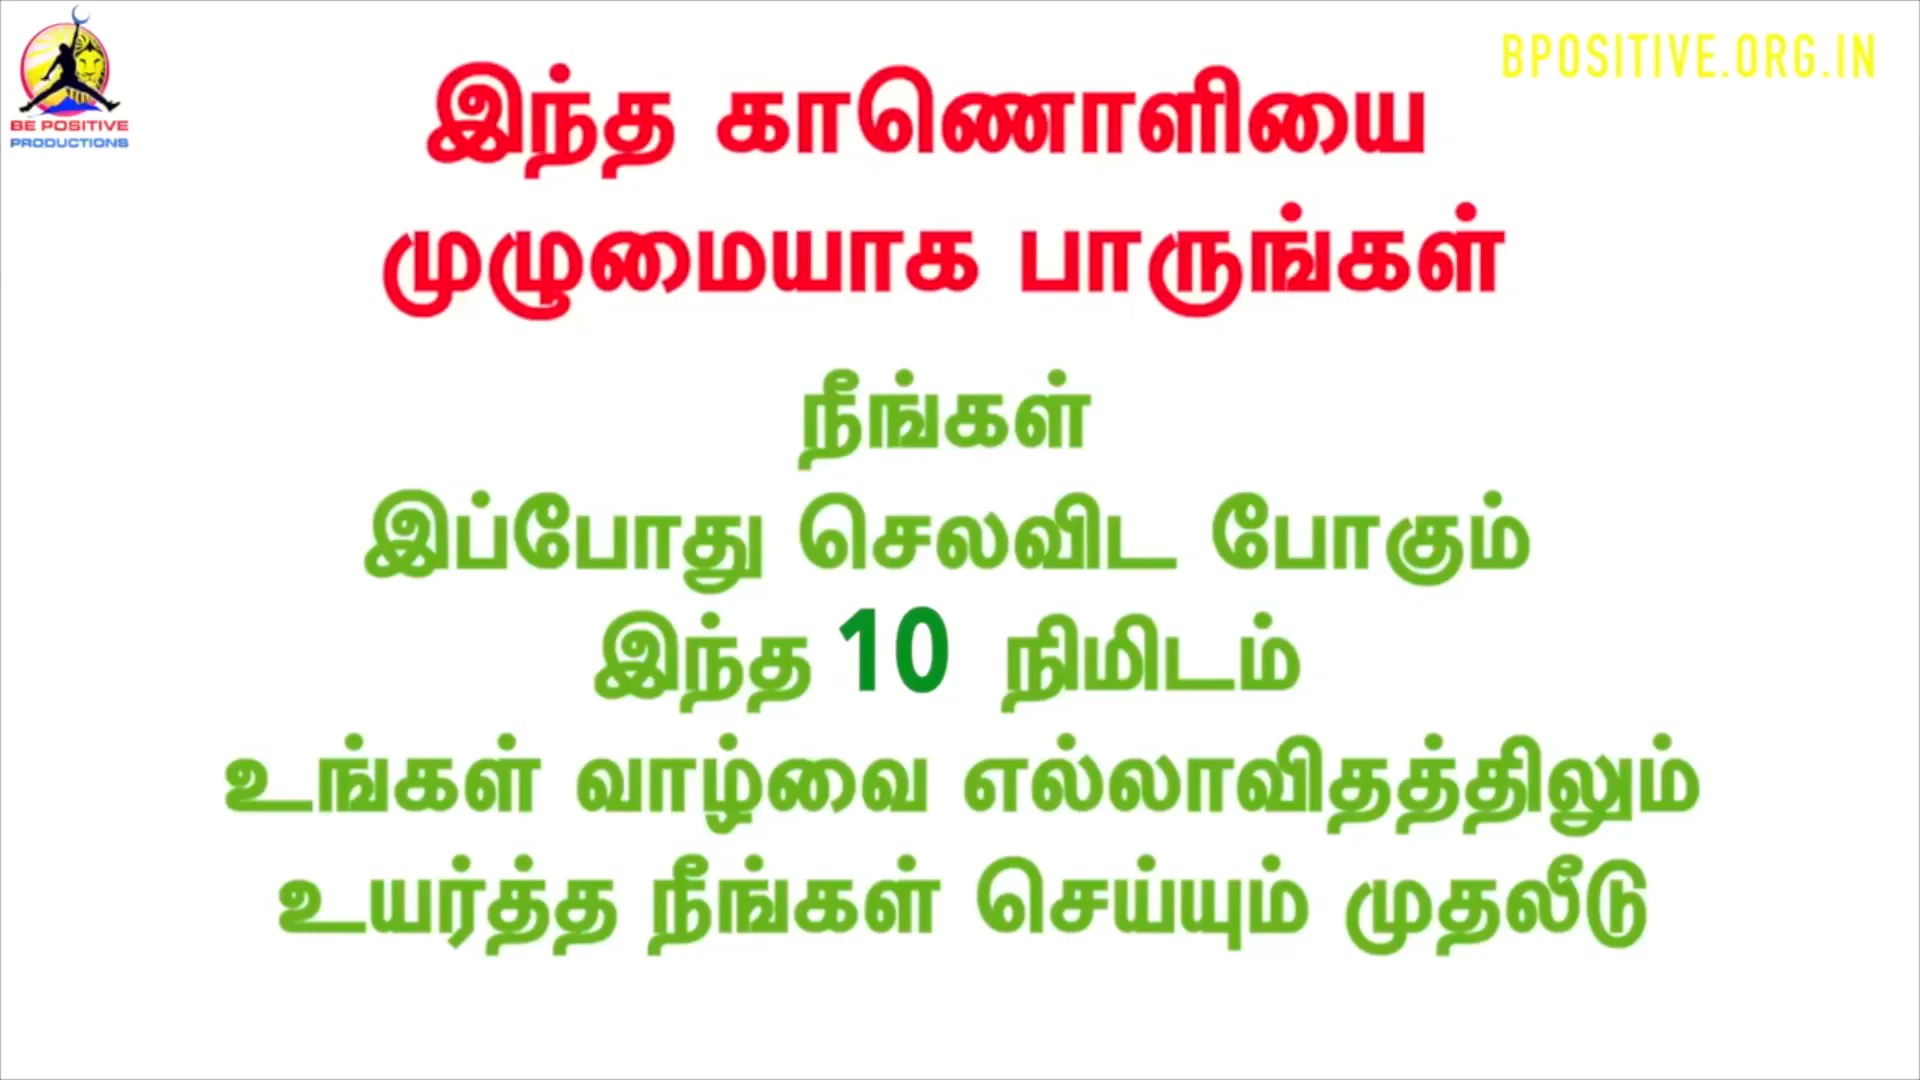 BE POSITIVE
PRODUCTIONS
BPOSITIVE.ORG.IN
இந்த காணொளியை
முழுமையாக பாருங்கள்
நீங்கள்
இப்போது செலவிட போகும்
இந்த 10 நிமிடம்
உங்கள் வாழ்வை எல்லாவிதத்திலும்
உயர்த்த நீங்கள் செய்யும் முதலீடு